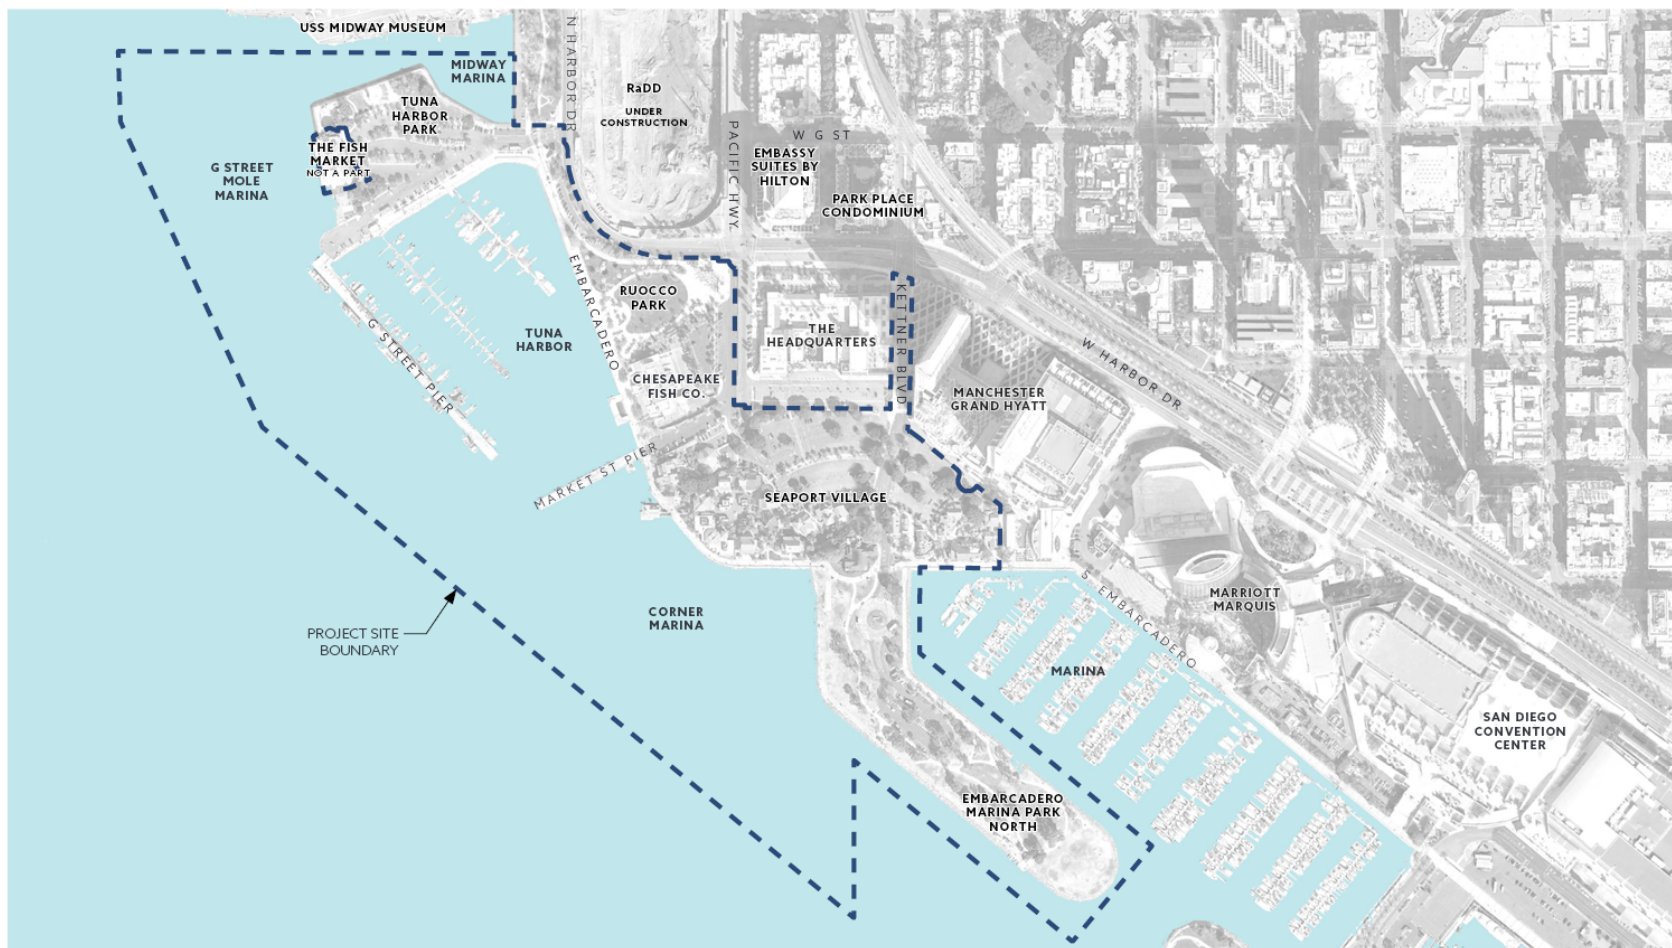 USS MIDWAY MUSEUM
MIDWAY
MARINA
N HARBOR DR
RaDD
UNDER
CONSTRUCTION
TUNA
HARBOR
PARK
THE FISH
MARKET
NOT A PART
G STREET
MOLE
MARINA
PACIFIC HWY.
W G ST
EMBASSY
SUITES BY
HILTON
PARK PLACE
CONDOMINIUM
EMBARCADERO
RUOCCO
PARK
TUNA
HARBOR
G STREET PIER
THE
HEADQUARTERS
KETTNER BLVD
W HARBOR DR
CHESAPEAKE
FISH CO.
MANCHESTER
GRAND HYATT
MARKET ST PIER
SEAPORT VILLAGE
S EMBARCADERO
MARRIOTT
MARQUIS
CORNER
MARINA
PROJECT SITE
BOUNDARY
MARINA
SAN DIEGO
CONVENTION
CENTER
EMBARCADERO
MARINA PARK
NORTH